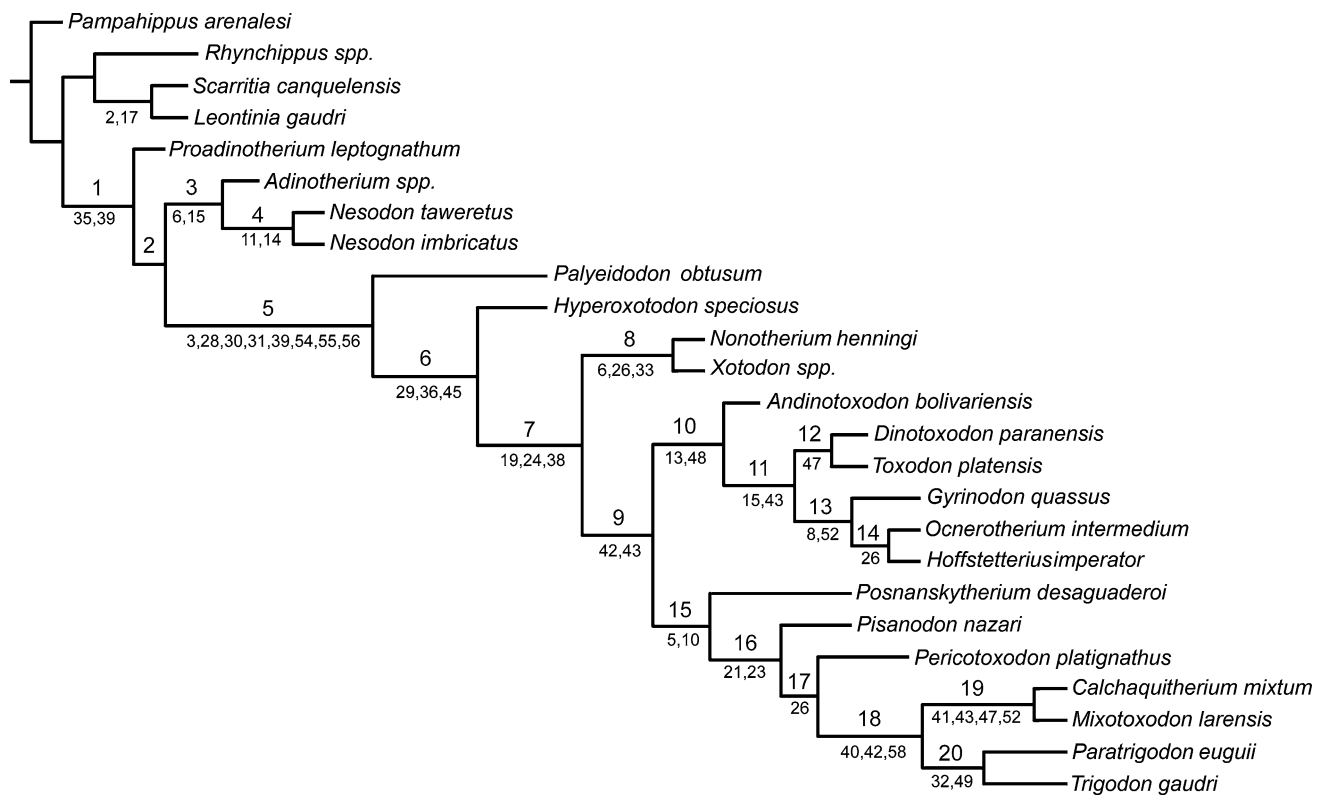 Pampahippus arenalesi
Rhynchippus spp.
Scarritia canquelensis
2,17
Leontinia gaudri
Proadinotherium leptognathum
1
35,39
3
6,15
Adinotherium spp.
4
11,14
Nesodon taweretus
Nesodon imbricatus
2
Palyeidodon obtusum
5
3,28,30,31,39,54,55,56
Hyperoxotodon speciosus
6
29,36,45
8
6,26,33
Nonotherium henningi
Xotodon spp.
7
19,24,38
Andinotoxodon bolivariensis
10
13,48
12
47
Dinotoxodon paranensis
Toxodon platensis
11
15,43
Gyrinodon quassus
13
8,52
14
26
Ocnerotherium intermedium
Hoffstetteriusimperator
9
42,43
Posnanskytherium desaguaderoi
15
5,10
Pisanodon nazari
16
21,23
Pericotoxodon platignathus
17
26
19
41,43,47,52
Calchaquitherium mixtum
Mixotoxodon larensis
18
40,42,58
20
32,49
Paratrigodon euguii
Trigodon gaudri